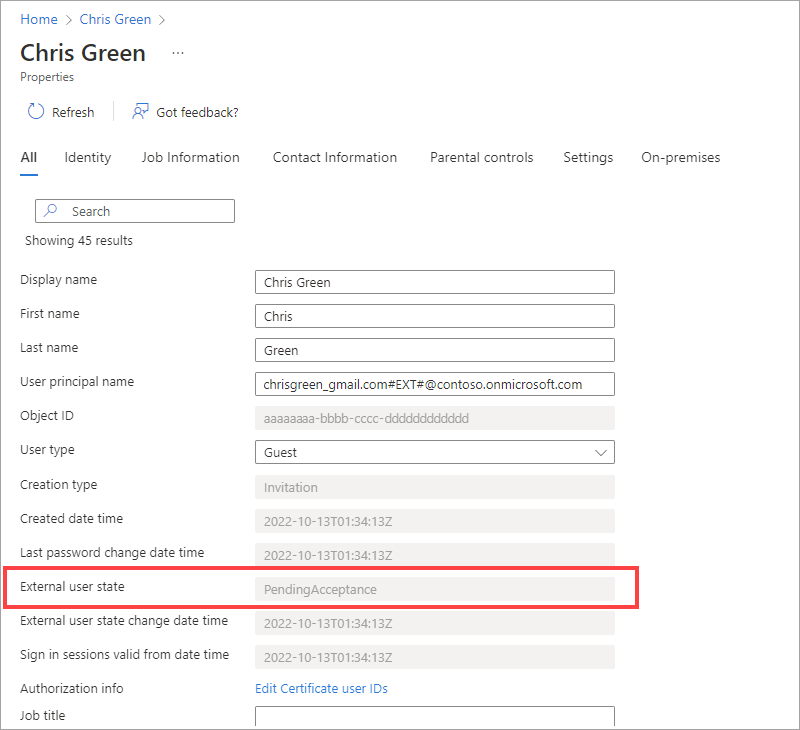 Home > Chris Green >
Chris Green ...
Properties
Refresh Got feedback?
All Identity Job Information Contact Information Parental controls Settings On-premises
Search
Showing 45 results
Display name Chris Green
First name Chris
Last name Green
User principal name chrisgreen_gmail.com#EXT#@contoso.onmicrosoft.com
Object ID aaaaaaaa-bbbb-cccc-dddddddddddd
User type Guest
Creation type Invitation
Created date time 2022-10-13T01:34:13Z
Last password change date time 2022-10-13T01:34:13Z
External user state PendingAcceptance
External user state change date time 2022-10-13T01:34:13Z
Sign in sessions valid from date time 2022-10-13T01:34:13Z
Authorization info Edit Certificate user IDs
Job title